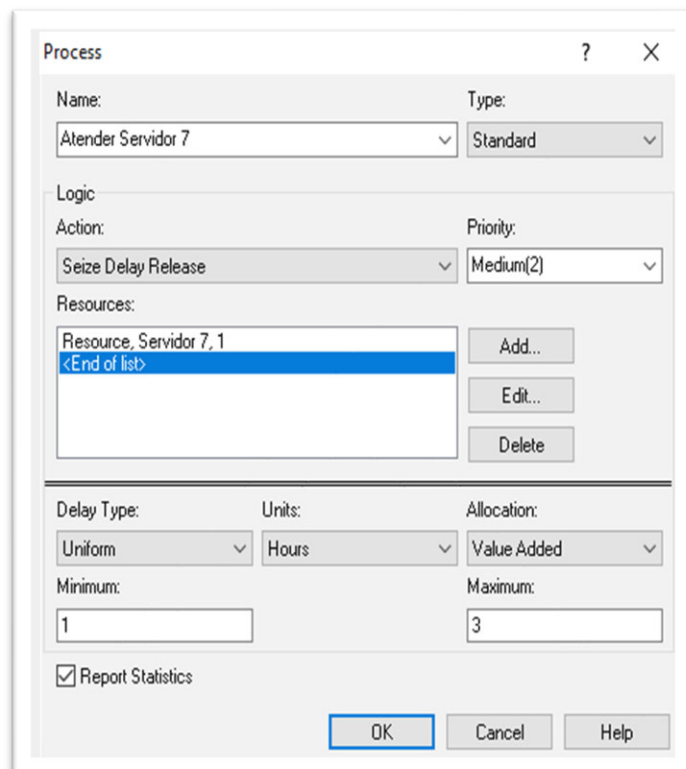 Process ?
Name: Type:
Atender Servidor 7 Standard
Logic
Action: Priority:
Seize Delay Release Medium(2)
Resources:
Resource, Servidor 7, 1
<End of list>
Add...
Edit...
Delete
Delay Type: Units: Allocation:
Uniform Hours Value Added
Minimum: Maximum:
1 3
Report Statistics
OK Cancel Help